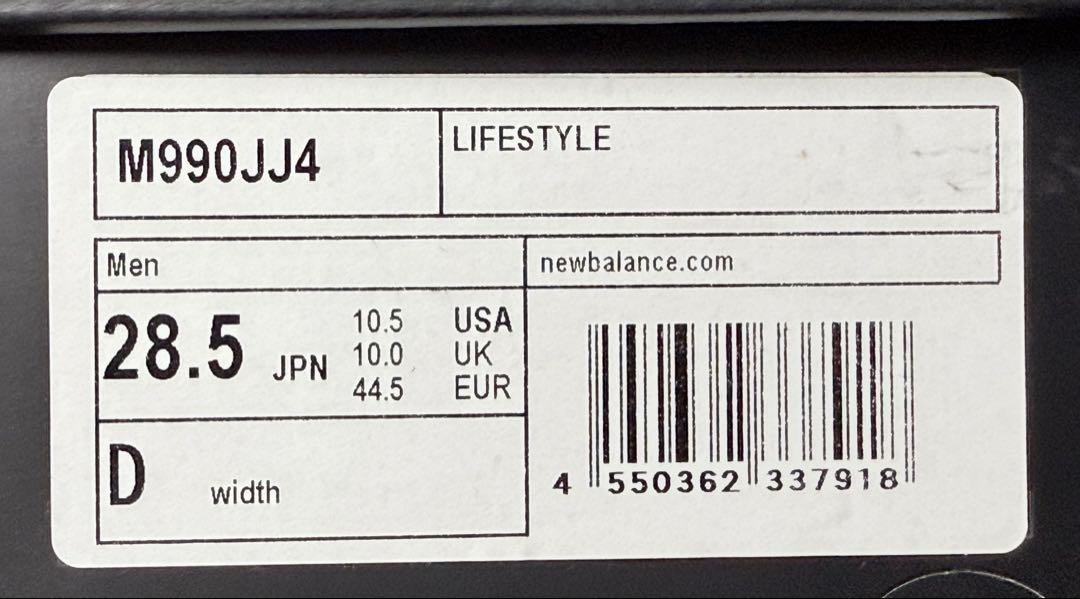 M990JJ4
LIFESTYLE
Men
newbalance.com
28.5 JPN
10.5 USA
10.0 UK
44.5 EUR
D width
4 550362 337918